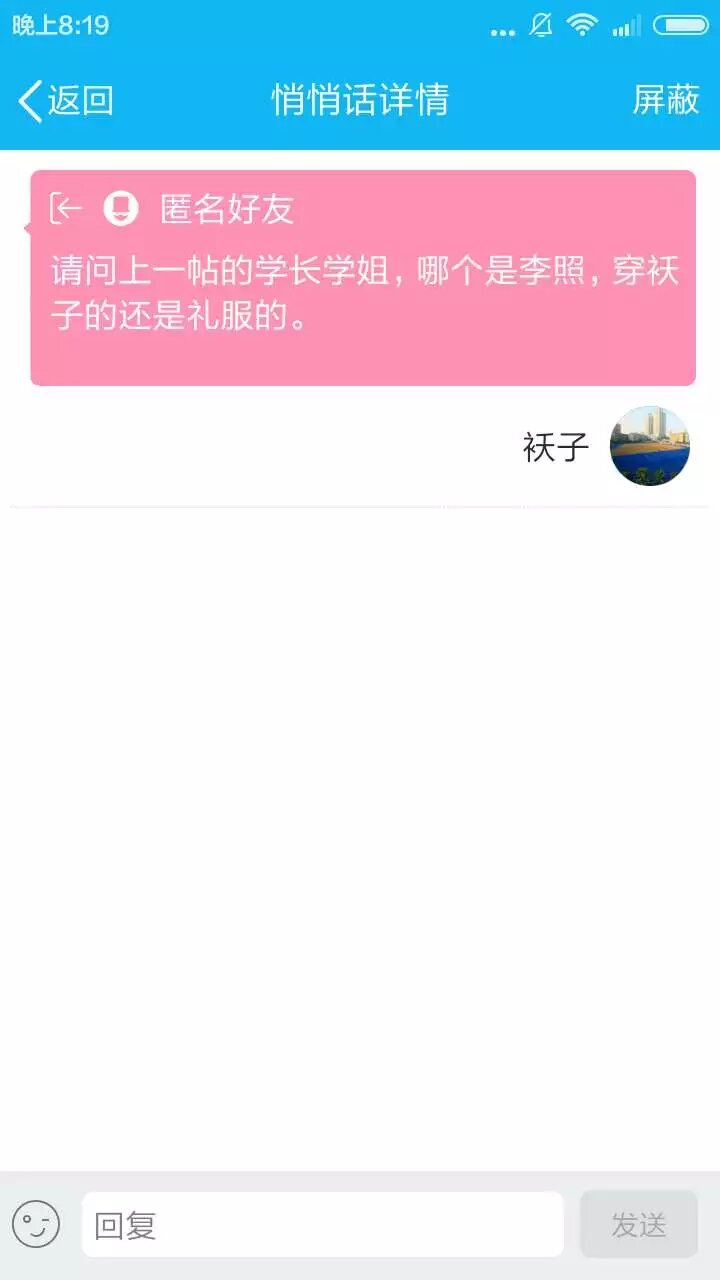 晚上8:19
返回
悄悄话详情
屏蔽
匿名好友
请问上一帖的学长学姐，哪个是李照，穿袄
子的还是礼服的。
袄子
回复
发送